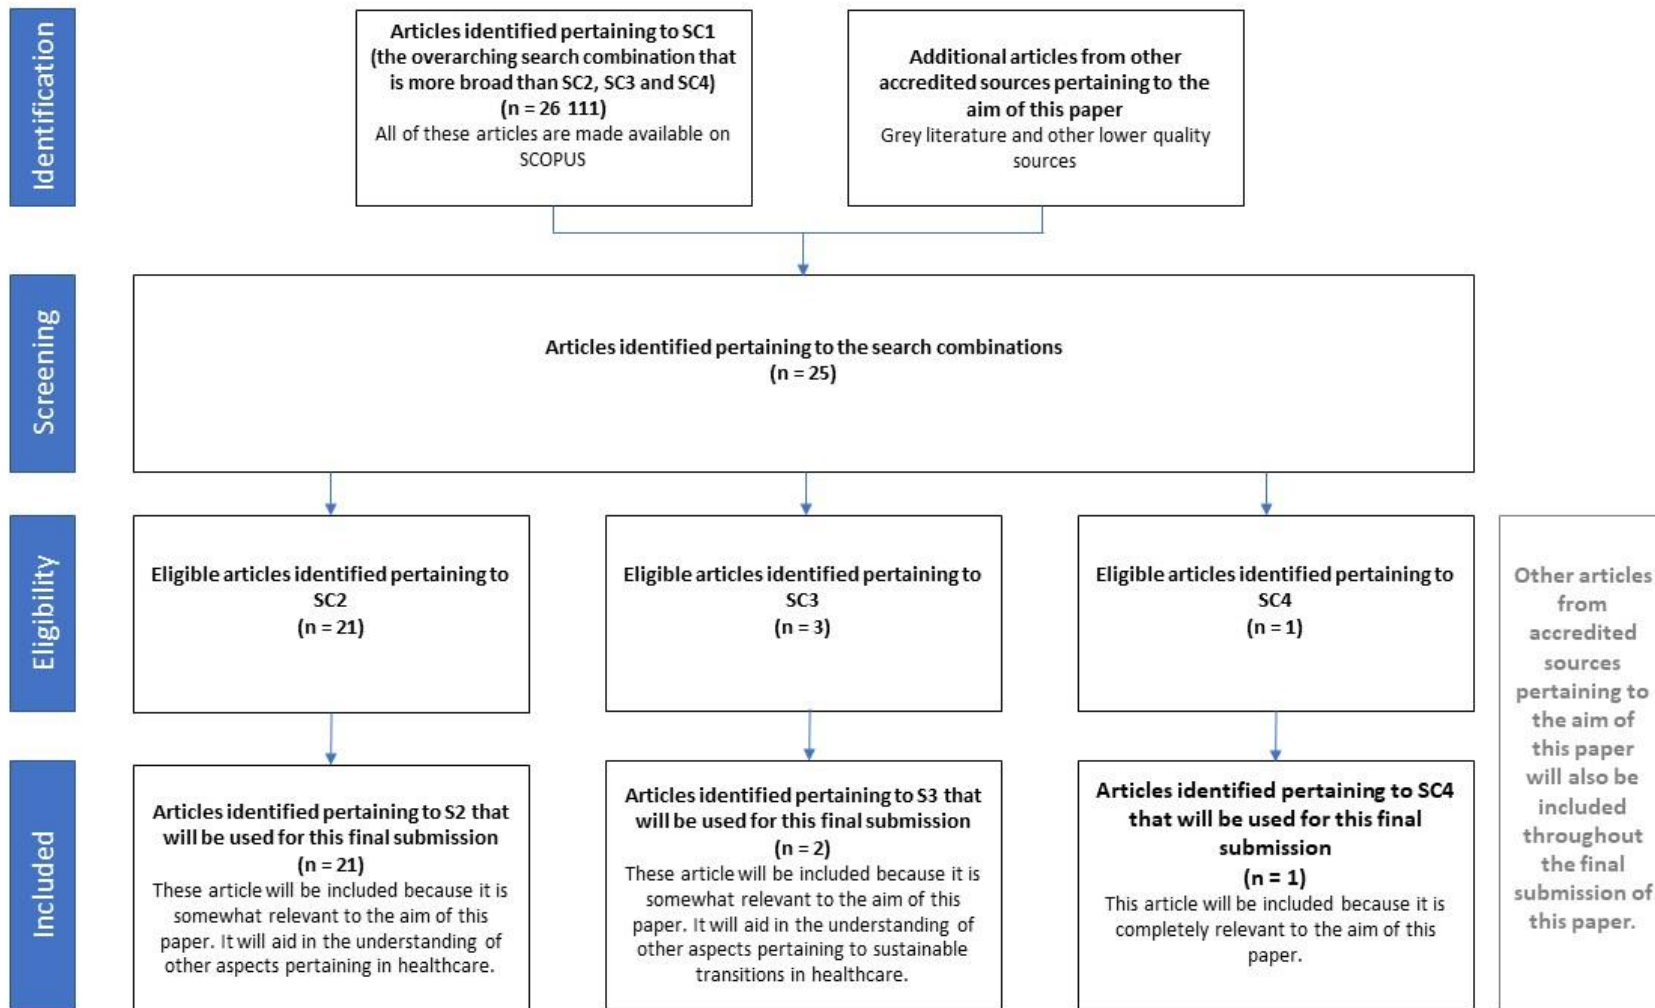 Identification
Articles identified pertaining to SC1
(the overarching search combination that
is more broad than SC2, SC3 and SC4)
(n = 26 111)
All of these articles are made available on
SCOPUS
Additional articles from other
accredited sources pertaining to the
aim of this paper
Grey literature and other lower quality
sources
Screening
Articles identified pertaining to the search combinations
(n = 25)
Eligibility
Eligible articles identified pertaining to
SC2
(n = 21)
Eligible articles identified pertaining to
SC3
(n = 3)
Eligible articles identified pertaining to
SC4
(n = 1)
Other articles
from
accredited
sources
pertaining to
the aim of
this paper
will also be
included
throughout
the final
submission of
this paper.
Included
Articles identified pertaining to S2 that
will be used for this final submission
(n = 21)
These article will be included because it is
somewhat relevant to the aim of this
paper. It will aid in the understanding of
other aspects pertaining in healthcare.
Articles identified pertaining to S3 that
will be used for this final submission
(n = 2)
These article will be included because it is
somewhat relevant to the aim of this
paper. It will aid in the understanding of
other aspects pertaining to sustainable
transitions in healthcare.
Articles identified pertaining to SC4
that will be used for this final
submission
(n = 1)
This article will be included because it is
completely relevant to the aim of this
paper.